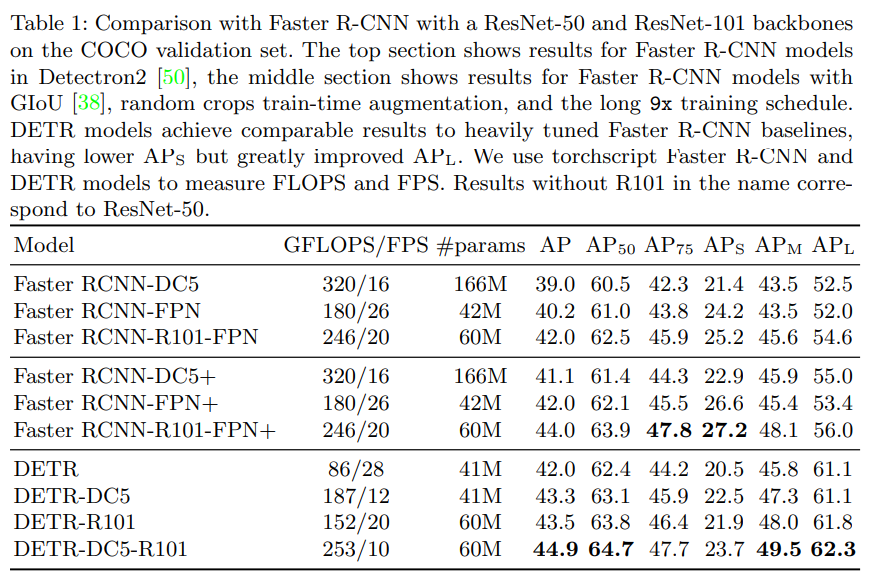 Table 1: Comparison with Faster R-CNN with a ResNet-50 and ResNet-101 backbones
on the COCO validation set. The top section shows results for Faster R-CNN models
in Detectron2 [50], the middle section shows results for Faster R-CNN models with
GIoU [38], random crops train-time augmentation, and the long 9x training schedule.
DETR models achieve comparable results to heavily tuned Faster R-CNN baselines,
having lower APS but greatly improved APL. We use torchscript Faster R-CNN and
DETR models to measure FLOPS and FPS. Results without R101 in the name corre-
spond to ResNet-50.
Model GFLOPS/FPS #params AP AP50 AP75 APS APM APL
Faster RCNN-DC5 320/16 166M 39.0 60.5 42.3 21.4 43.5 52.5
Faster RCNN-FPN 180/26 42M 40.2 61.0 43.8 24.2 43.5 52.0
Faster RCNN-R101-FPN 246/20 60M 42.0 62.5 45.9 25.2 45.6 54.6
Faster RCNN-DC5+ 320/16 166M 41.1 61.4 44.3 22.9 45.9 55.0
Faster RCNN-FPN+ 180/26 42M 42.0 62.1 45.5 26.6 45.4 53.4
Faster RCNN-R101-FPN+ 246/20 60M 44.0 63.9 47.8 27.2 48.1 56.0
DETR 86/28 41M 42.0 62.4 44.2 20.5 45.8 61.1
DETR-DC5 187/12 41M 43.3 63.1 45.9 22.5 47.3 61.1
DETR-R101 152/20 60M 43.5 63.8 46.4 21.9 48.0 61.8
DETR-DC5-R101 253/10 60M 44.9 64.7 47.7 23.7 49.5 62.3